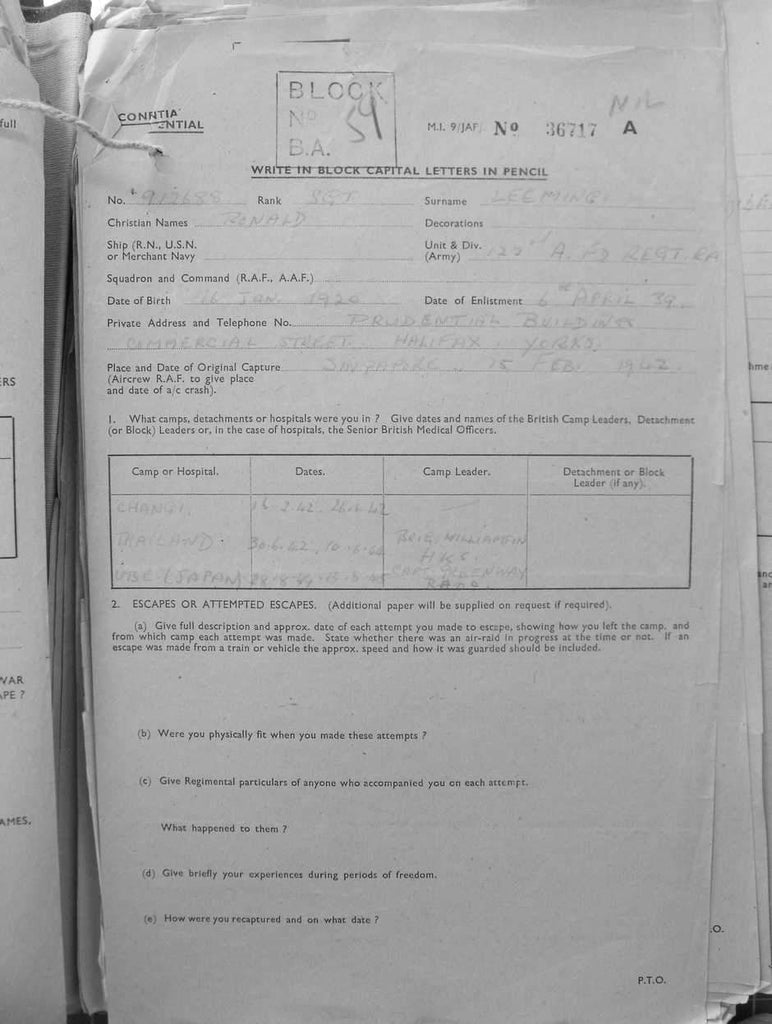 full
BLOCK
NO 59
B.A.
CONNTIA
ENTIAL
M.I. 9/JAP No 36717 A
NIL
WRITE IN BLOCK CAPITAL LETTERS IN PENCIL
No. Rank SGT Surname LEEMING
Christian Names RONALD Decorations
Ship (R.N., U.S.N. Unit & Div.
or Merchant Navy (Army) A. FD REGT RA
Squadron and Command (R.A.F., A.A.F.)
Date of Birth 16 JAN 1920 Date of Enlistment 6 APRIL 39.
Private Address and Telephone No. PRUDENTIAL BUILDINGS
COMMERCIAL STREET. HALIFAX. YORKS.
Place and Date of Original Capture SINGAPORE. 15 FEB. 1942.
(Aircrew R.A.F. to give place
and date of a/c crash).
1. What camps, detachments or hospitals were you in ? Give dates and names of the British Camp Leaders, Detachment
(or Block) Leaders or, in the case of hospitals, the Senior British Medical Officers.
Camp or Hospital. Dates. Camp Leader. Detachment or Block
Leader (if any).
CHANGI.
THAILAND. BRIG. WILLIAMSON
UBE (JAPAN) CAPT. GREENWAY
2. ESCAPES OR ATTEMPTED ESCAPES. (Additional paper will be supplied on request if required).
(a) Give full description and approx. date of each attempt you made to escape, showing how you left the camp, and
from which camp each attempt was made. State whether there was an air-raid in progress at the time or not. If an
escape was made from a train or vehicle the approx. speed and how it was guarded should be included.
(b) Were you physically fit when you made these attempts ?
(c) Give Regimental particulars of anyone who accompanied you on each attempt.
What happened to them ?
(d) Give briefly your experiences during periods of freedom.
(e) How were you recaptured and on what date ?
P.T.O.
ERS
WAR
APE ?
AMES.
.O.